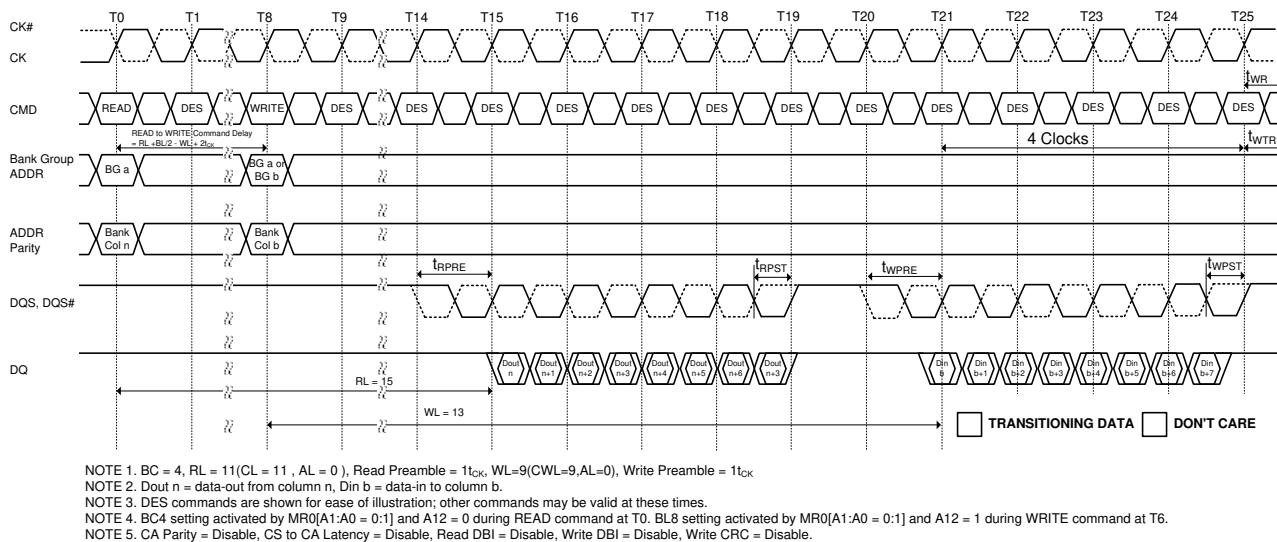 T0 T1 T8 T9 T14 T15 T16 T17 T18 T19 T20 T21 T22 T23 T24 T25
CK#
CK
tWR
CMD
READ DES WRITE DES DES DES DES DES DES DES DES DES DES DES DES DES
READ to WRITE Command Delay
= RL +BL/2 - WL + 2tCK
4 Clocks
tWTR
Bank Group
ADDR
BG a
BG a or
BG b
ADDR
Parity
Bank
Col n
Bank
Col b
tRPRE
tRPST
tWPRE
tWPST
DQS, DQS#
DQ
Dout
n
Dout
n+1
Dout
n+2
Dout
n+3
Dout
n+4
Dout
n+5
Dout
n+6
Dout
n+3
Din
b
Din
b+1
Din
b+2
Din
b+3
Din
b+4
Din
b+5
Din
b+6
Din
b+7
RL = 15
WL = 13
TRANSITIONING DATA
DON'T CARE
NOTE 1. BC = 4, RL = 11(CL = 11 , AL = 0 ), Read Preamble = 1tCK, WL=9(CWL=9,AL=0), Write Preamble = 1tCK
NOTE 2. Dout n = data-out from column n, Din b = data-in to column b.
NOTE 3. DES commands are shown for ease of illustration; other commands may be valid at these times.
NOTE 4. BC4 setting activated by MR0[A1:A0 = 0:1] and A12 = 0 during READ command at T0. BL8 setting activated by MR0[A1:A0 = 0:1] and A12 = 1 during WRITE command at T6.
NOTE 5. CA Parity = Disable, CS to CA Latency = Disable, Read DBI = Disable, Write DBI = Disable, Write CRC = Disable.